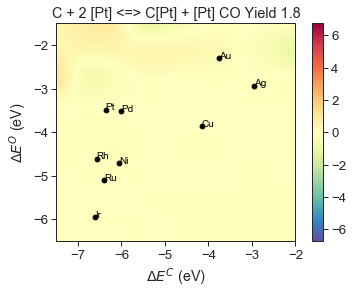 C + 2 [Pt] <=> C[Pt] + [Pt] CO Yield 1.8
ΔE^O (eV)
−2
−3
−4
−5
−6
Au
Ag
Pt
Pd
Cu
Rh
Ni
Ru
Ir
−7
−6
−5
−4
−3
−2
ΔE^C (eV)
6
4
2
0
−2
−4
−6